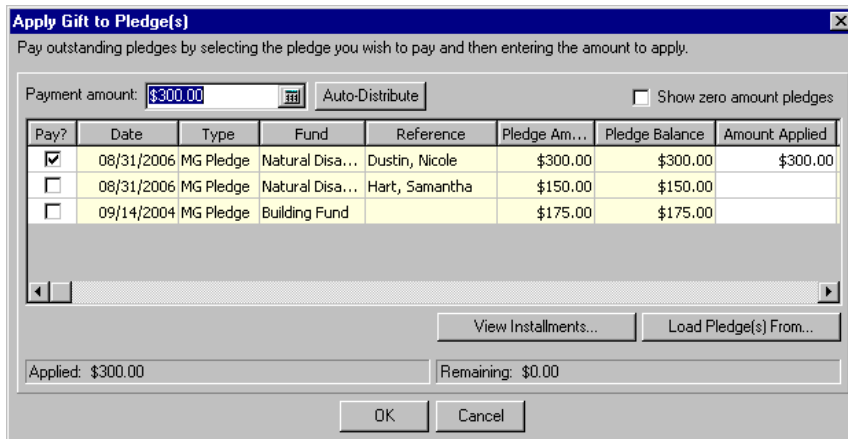 Apply Gift to Pledge(s)
Pay outstanding pledges by selecting the pledge you wish to pay and then entering the amount to apply.
Payment amount: $300.00 Auto-Distribute Show zero amount pledges
Pay? Date Type Fund Reference Pledge Am... Pledge Balance Amount Applied
08/31/2006 MG Pledge Natural Disa... Dustin, Nicole $300.00 $300.00 $300.00
08/31/2006 MG Pledge Natural Disa... Hart, Samantha $150.00 $150.00
09/14/2004 MG Pledge Building Fund $175.00 $175.00
View Installments... Load Pledge(s) From...
Applied: $300.00 Remaining: $0.00
OK Cancel